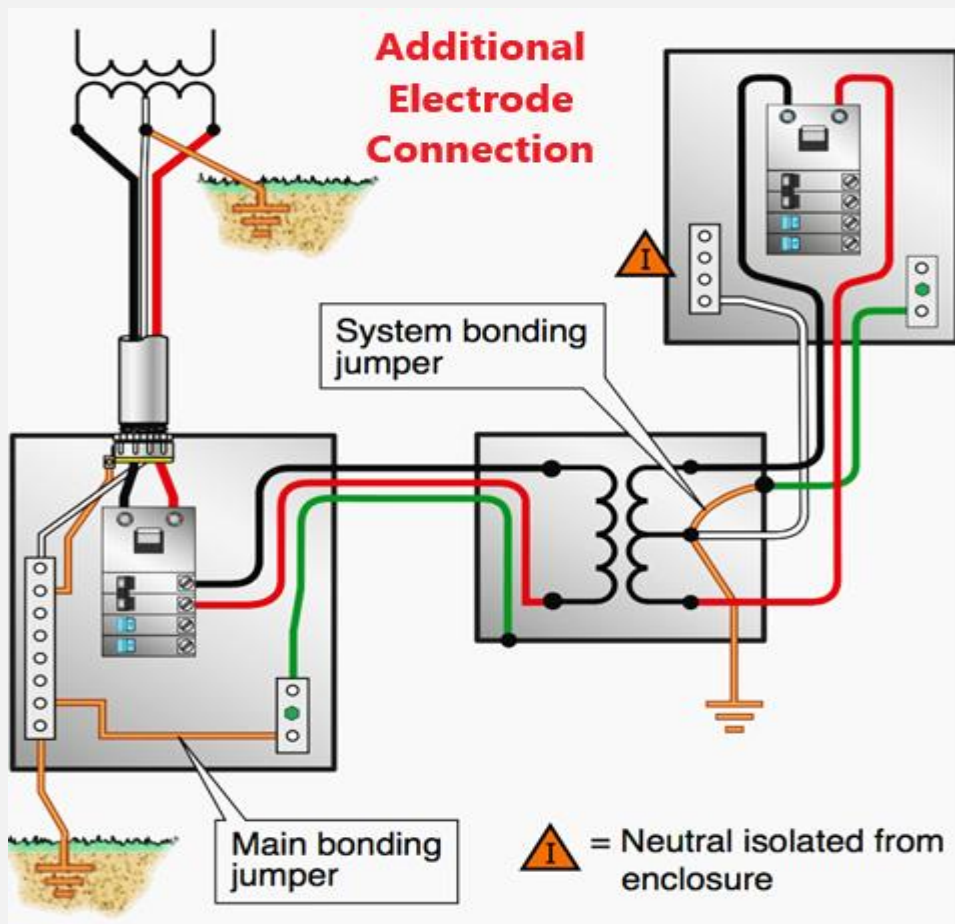 Additional
Electrode
Connection
I
System bonding
jumper
Main bonding
jumper
I = Neutral isolated from
enclosure